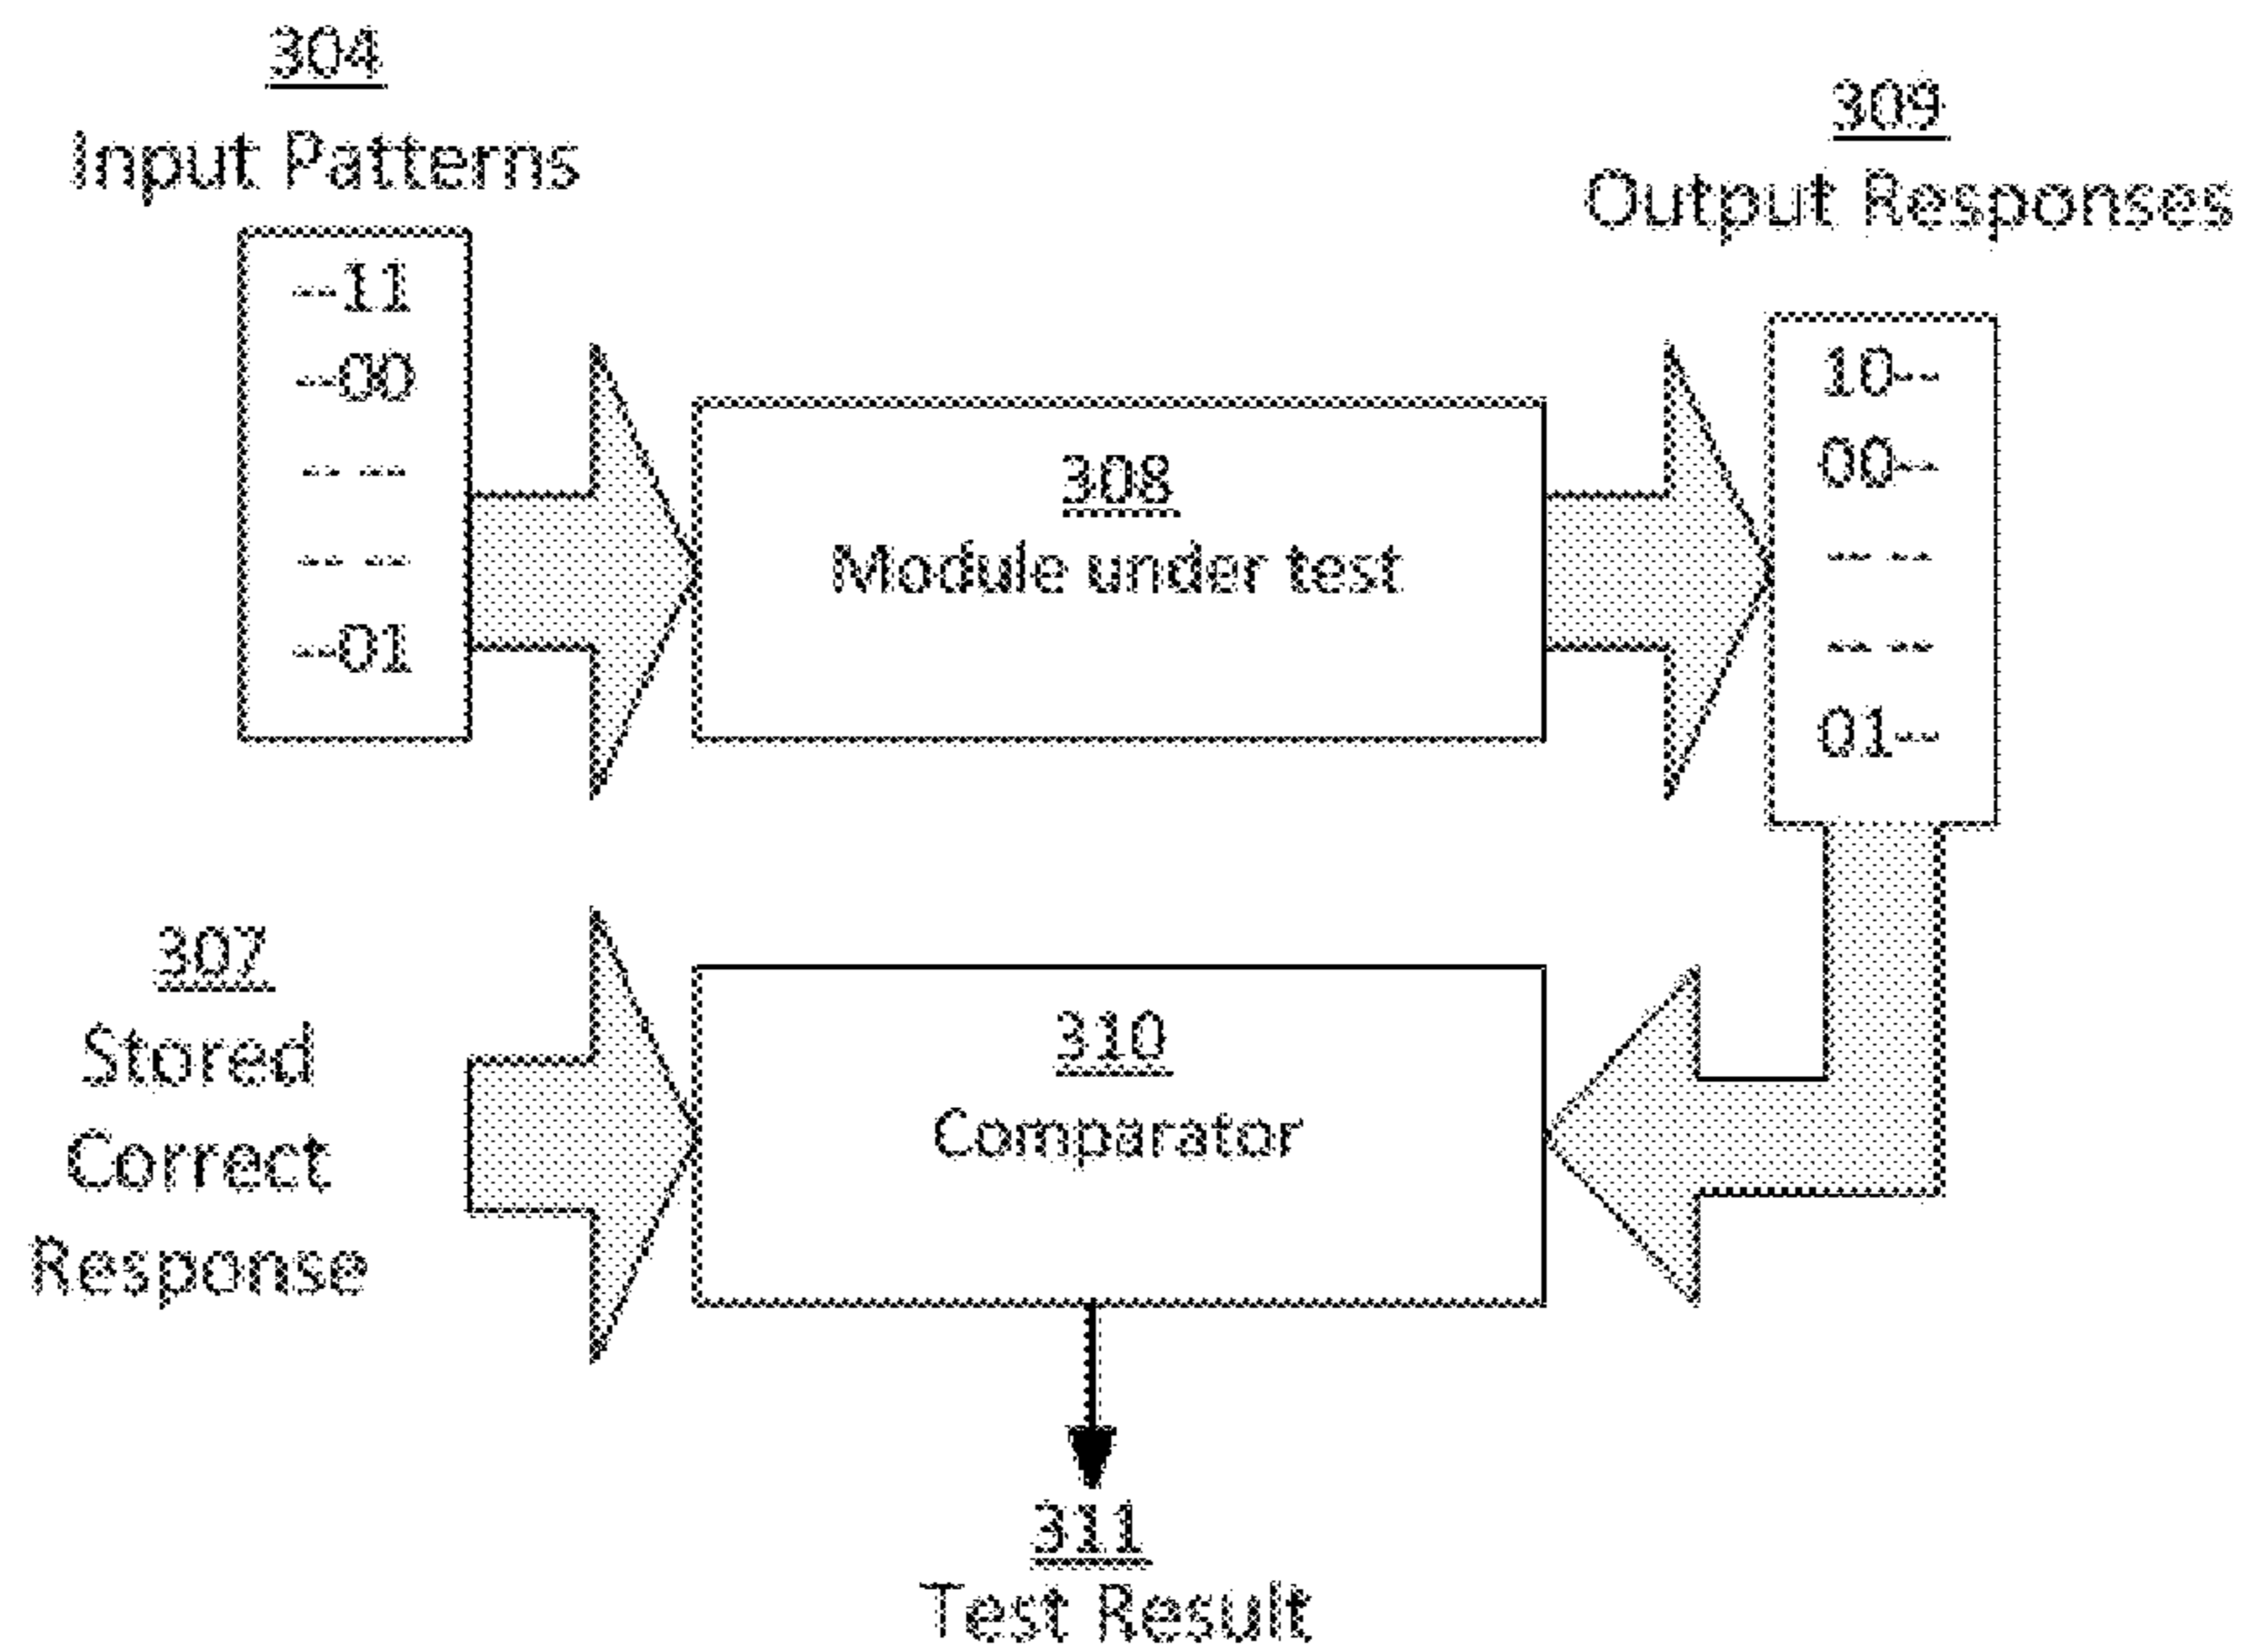 304
Input Patterns
--11
--00
-- --
-- --
--01
308
Module under test
309
Output Responses
10--
00--
-- --
-- --
01--
307
Stored
Correct
Response
310
Comparator
311
Test Result